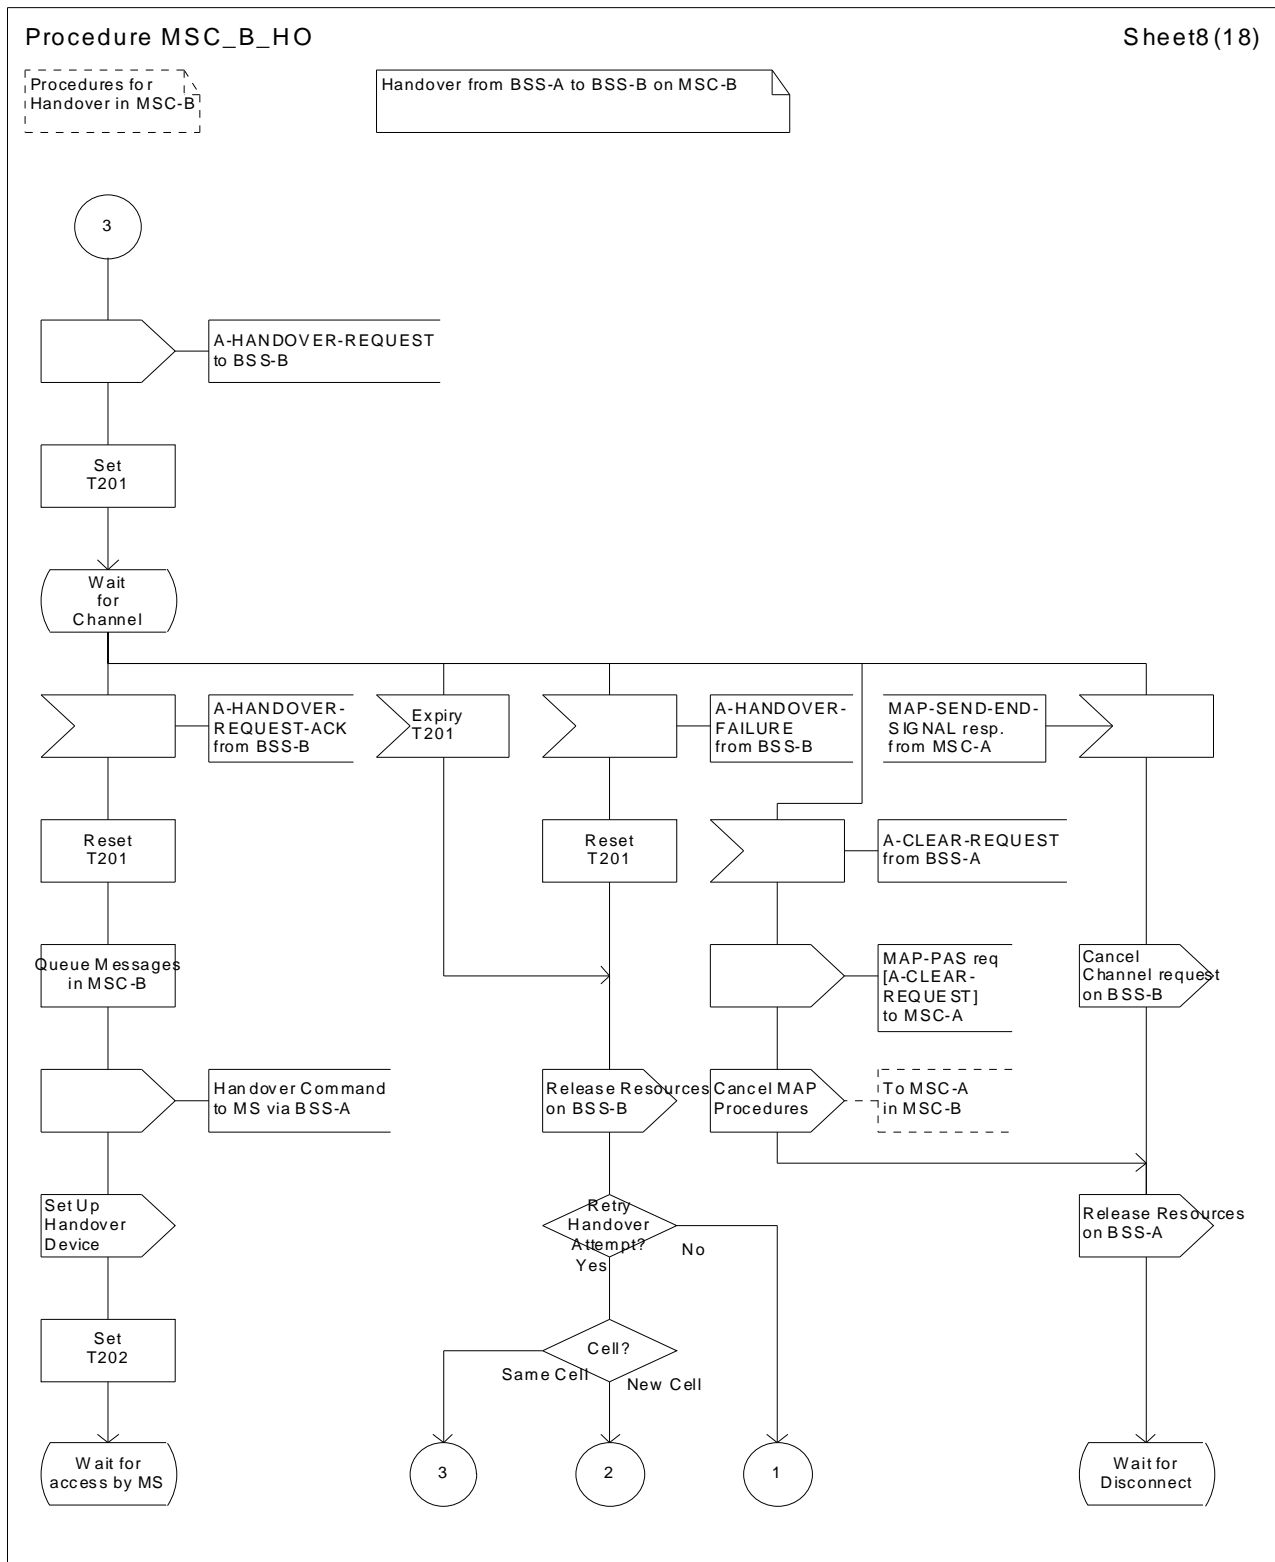 Procedure MSC_B_HO
Sheet8(18)
Procedures for
Handover in MSC-B
Handover from BSS-A to BSS-B on MSC-B
3
A-HANDOVER-REQUEST
to BSS-B
Set
T201
Wait
for
Channel
A-HANDOVER-
REQUEST-ACK
from BSS-B
Expiry
T201
A-HANDOVER-
FAILURE
from BSS-B
MAP-SEND-END-
SIGNAL resp.
from MSC-A
Reset
T201
Reset
T201
A-CLEAR-REQUEST
from BSS-A
Queue Messages
in MSC-B
MAP-PAS req
[A-CLEAR-
REQUEST]
to MSC-A
Cancel
Channel request
on BSS-B
Handover Command
to MS via BSS-A
Release Resources
on BSS-B
Cancel MAP
Procedures
To MSC-A
in MSC-B
Set Up
Handover
Device
Retry
Handover
Attempt?
Yes
No
Release Resources
on BSS-A
Set
T202
Cell?
Same Cell
New Cell
Wait for
access by MS
3
2
1
Wait for
Disconnect